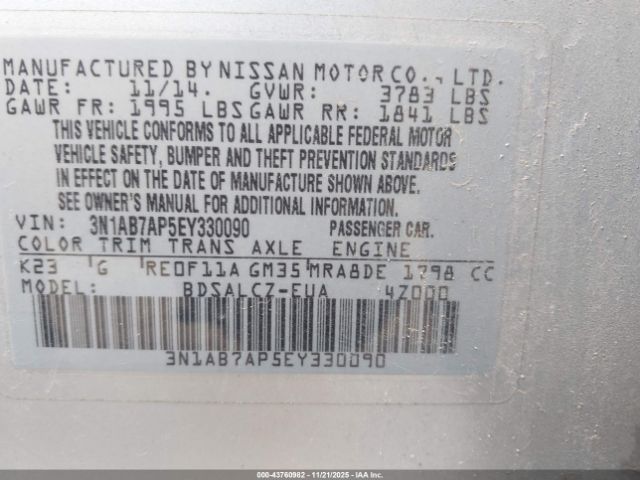 MANUFACTURED BY NISSAN MOTOR CO., LTD.
DATE: 11/14. GVWR: 3783 LBS
GAWR FR: 1995 LBS GAWR RR: 1841 LBS
THIS VEHICLE CONFORMS TO ALL APPLICABLE FEDERAL MOTOR
VEHICLE SAFETY, BUMPER AND THEFT PREVENTION STANDARDS
IN EFFECT ON THE DATE OF MANUFACTURE SHOWN ABOVE.
SEE OWNER'S MANUAL FOR ADDITIONAL INFORMATION.
VIN: 3N1AB7AP5EY330090 PASSENGER CAR.
COLOR TRIM TRANS AXLE ENGINE
K23 G RE0F11A GM35 MRA8DE 1798 CC
MODEL: BDSALCZ-EUA 4Z000
3N1AB7AP5EY330090
000-43760982 - 11/21/2025 - IAA, Inc.